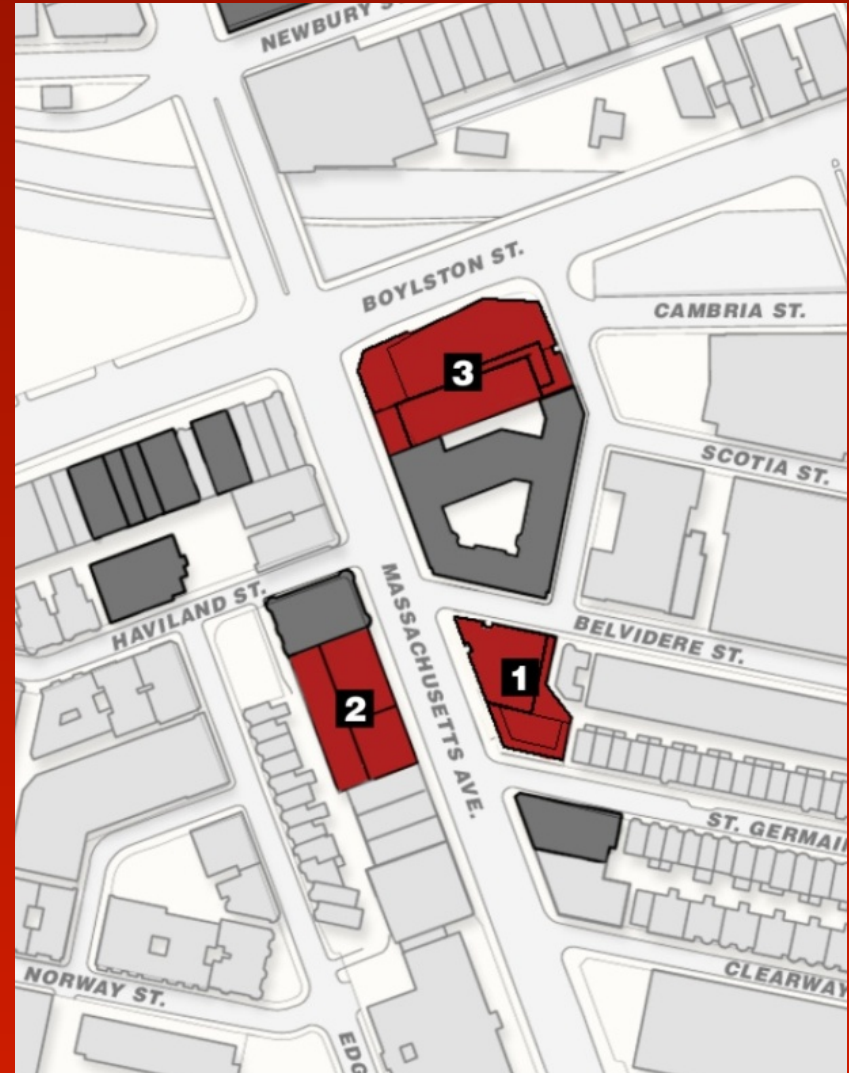 NEWBURY S
BOYLSTON ST.
CAMBRIA ST.
3
SCOTIA ST.
HAVILAND ST.
MASSACHUSETTS AVE.
BELVIDERE ST.
1
2
ST. GERMAI
CLEARWAY
NORWAY ST.
EDG